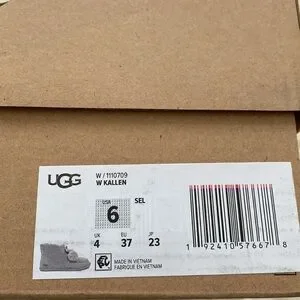 UGG
W / 1110709
W KALLEN
USA
6
SEL
UK EU JP
4 37 23
MADE IN VIETNAM
FABRIQUE EN VIETNAM
1 92410 57667 8